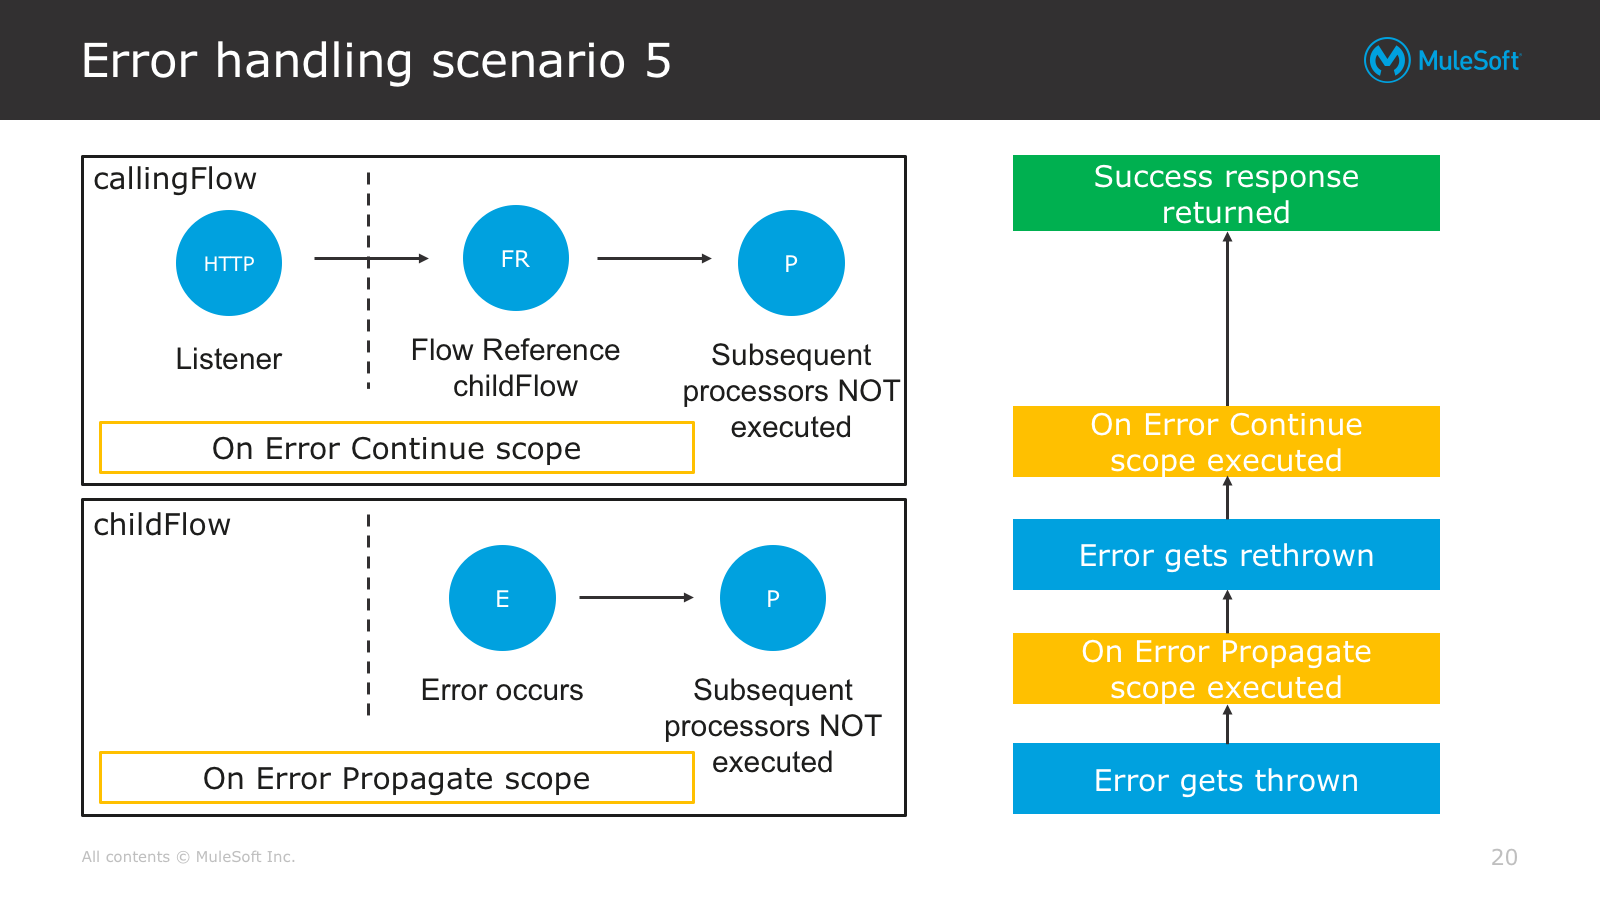 Error handling scenario 5
MuleSoft
callingFlow
HTTP
FR
P
Listener
Flow Reference
childFlow
Subsequent
processors NOT
executed
On Error Continue scope
childFlow
E
P
Error occurs
Subsequent
processors NOT
executed
On Error Propagate scope
Success response
returned
On Error Continue
scope executed
Error gets rethrown
On Error Propagate
scope executed
Error gets thrown
All contents © MuleSoft Inc.
20